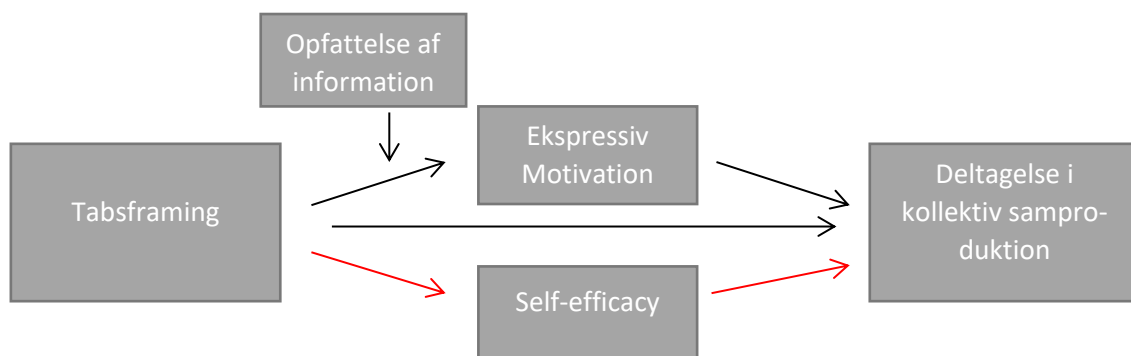 Opfattelse af
information
Ekspressiv
Motivation
Tabsframing
Deltagelse i
kollektiv sampro-
duktion
Self-efficacy